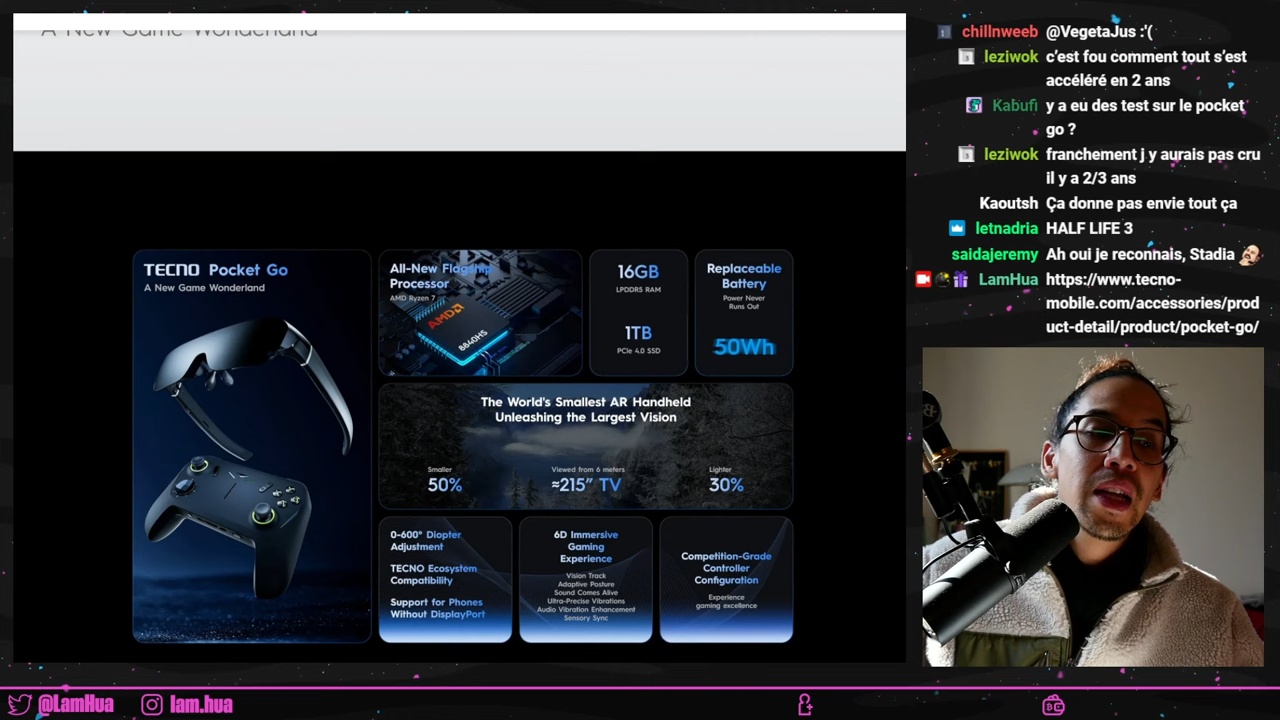 A New Game Wonderland
TECNO Pocket Go
A New Game Wonderland
All-New Flagship
Processor
AMD Ryzen 7
AMD
8840HS
16GB
LPDDR5 RAM
1TB
PCIe 4.0 SSD
Replaceable
Battery
Power Never
Runs Out
50Wh
The World's Smallest AR Handheld
Unleashing the Largest Vision
Smaller
50%
Viewed from 6 meters
≈215” TV
Lighter
30%
0-600° Diopter
Adjustment
TECNO Ecosystem
Compatibility
Support for Phones
Without DisplayPort
6D Immersive
Gaming
Experience
Vision Track
Adaptive Posture
Sound Comes Alive
Ultra-Precise Vibrations
Audio Vibration Enhancement
Sensory Sync
Competition-Grade
Controller
Configuration
Experience
gaming excellence
chillnweeb @VegetaJus :'(
leziwok c’est fou comment tout s’est
accéléré en 2 ans
Kabufi y a eu des test sur le pocket
go ?
leziwok franchement j y aurais pas cru
il y a 2/3 ans
Kaoutsh Ça donne pas envie tout ça
letnadria HALF LIFE 3
saidajeremy Ah oui je reconnais, Stadia
LamHua https://www.tecno-
mobile.com/accessories/prod
uct-detail/product/pocket-go/
@LamHua lam.hua